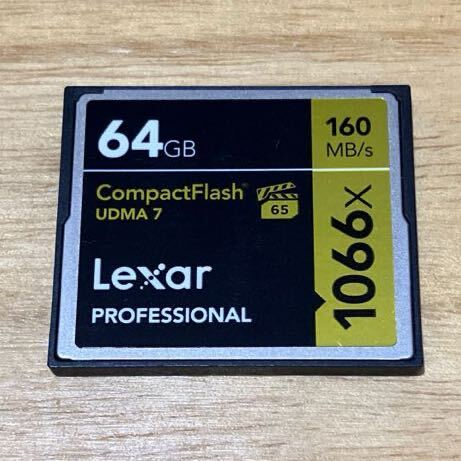 64GB
160
MB/s
CompactFlash®
UDMA 7
65
1066x
Lexar
PROFESSIONAL